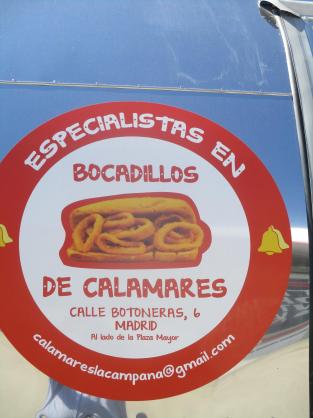 ESPECIALISTAS EN
BOCADILLOS
DE CALAMARES
CALLE BOTONERAS, 6
MADRID
Al lado de la Plaza Mayor
calamareslacampana@gmail.com